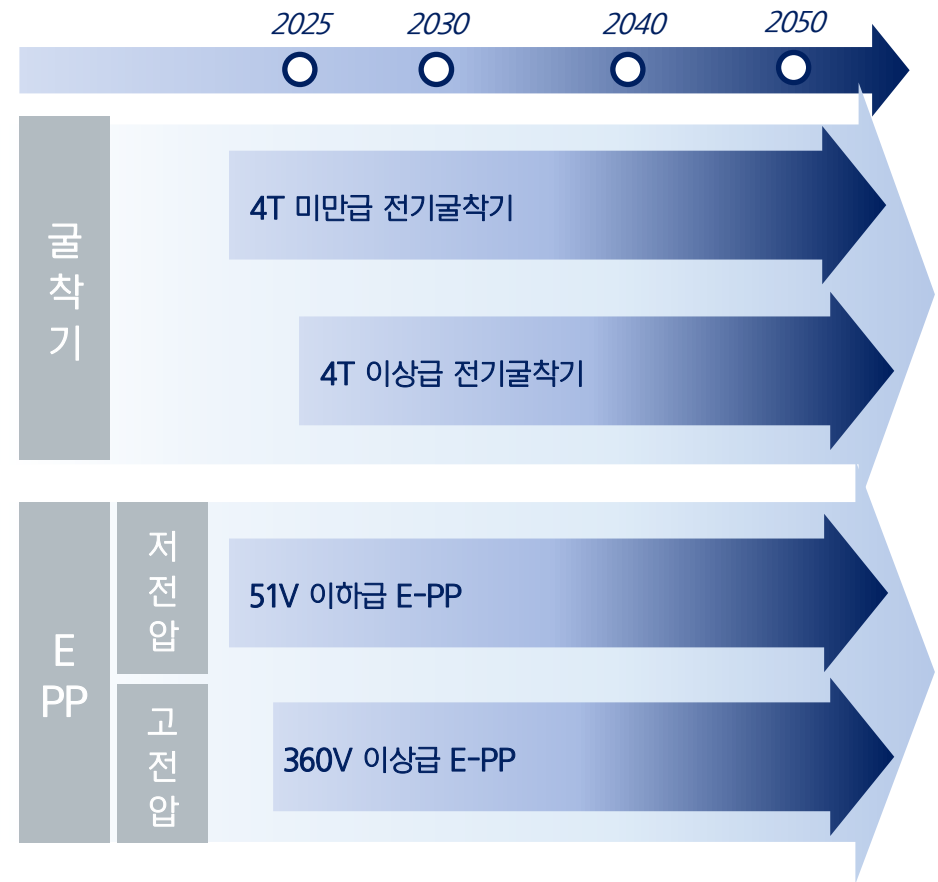 2025 2030 2040 2050
굴
착
기
4T 미만급 전기굴착기
4T 이상급 전기굴착기
E
PP
저
전
압
51V 이하급 E-PP
고
전
압
360V 이상급 E-PP